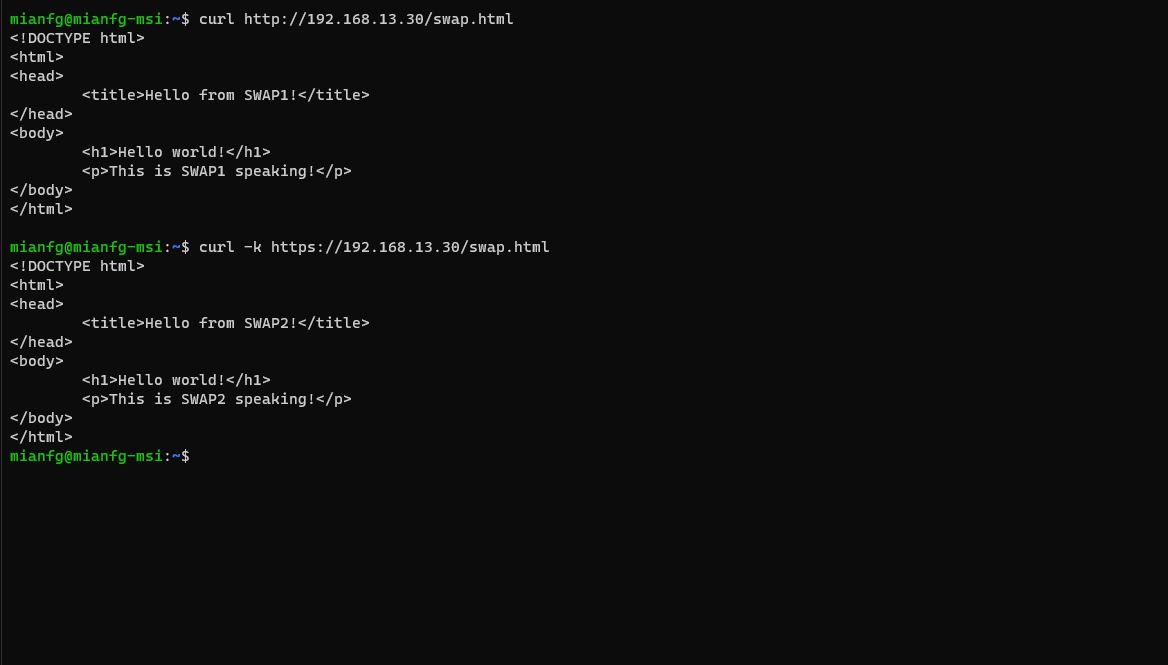 mianfg@mianfg-msi:~$ curl http://192.168.13.30/swap.html
<!DOCTYPE html>
<html>
<head>
        <title>Hello from SWAP1!</title>
</head>
<body>
        <h1>Hello world!</h1>
        <p>This is SWAP1 speaking!</p>
</body>
</html>

mianfg@mianfg-msi:~$ curl -k https://192.168.13.30/swap.html
<!DOCTYPE html>
<html>
<head>
        <title>Hello from SWAP2!</title>
</head>
<body>
        <h1>Hello world!</h1>
        <p>This is SWAP2 speaking!</p>
</body>
</html>
mianfg@mianfg-msi:~$